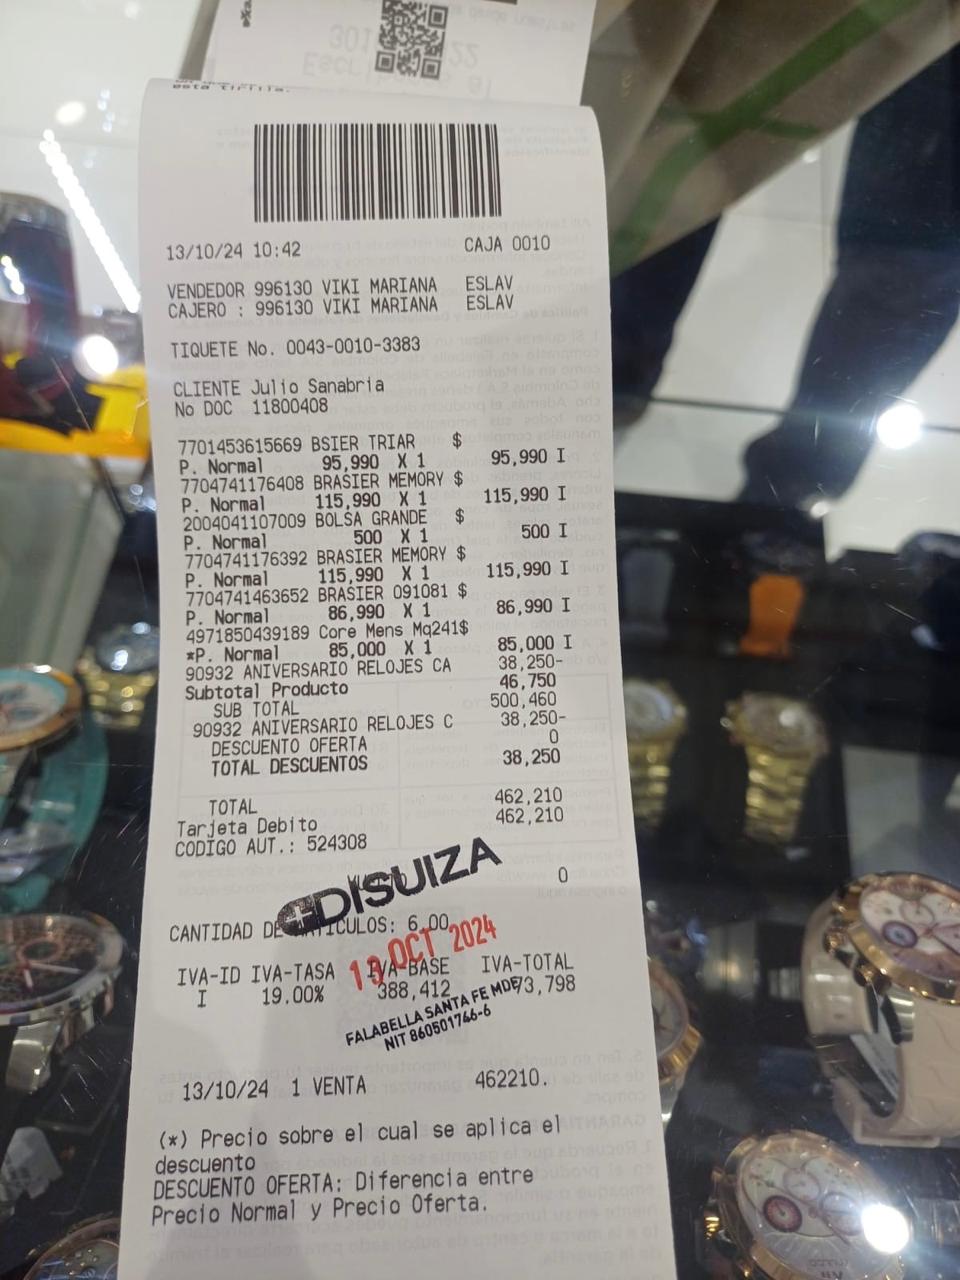 esta tirilla.
13/10/24 10:42 CAJA 0010
VENDEDOR 996130 VIKI MARIANA ESLAV
CAJERO : 996130 VIKI MARIANA ESLAV
TIQUETE No. 0043-0010-3383
CLIENTE Julio Sanabria
No DOC 11800408
7701453615669 BSIER TRIAR $
P. Normal 95,990 X 1 95,990 I
7704741176408 BRASIER MEMORY $
P. Normal 115,990 X 1 115,990 I
2004041107009 BOLSA GRANDE $
P. Normal 500 X 1 500 I
7704741176392 BRASIER MEMORY $
P. Normal 115,990 X 1 115,990 I
7704741463652 BRASIER 091081 $
P. Normal 86,990 X 1 86,990 I
4971850439189 Core Mens Mq241$
*P. Normal 85,000 X 1 85,000 I
90932 ANIVERSARIO RELOJES CA 38,250-
Subtotal Producto 46,750
SUB TOTAL 500,460
90932 ANIVERSARIO RELOJES C 38,250-
DESCUENTO OFERTA 0
TOTAL DESCUENTOS 38,250
TOTAL 462,210
Tarjeta Debito 462,210
CODIGO AUT.: 524308
0
DISUIZA
CANTIDAD DE ARTICULOS: 6,00
13 OCT 2024
IVA-ID IVA-TASA IVA-BASE IVA-TOTAL
I 19.00% 388,412 73,798
FALABELLA SANTA FE MDE
NIT 860501746-6
13/10/24 1 VENTA 462210.
(*) Precio sobre el cual se aplica el
descuento
DESCUENTO OFERTA: Diferencia entre
Precio Normal y Precio Oferta.